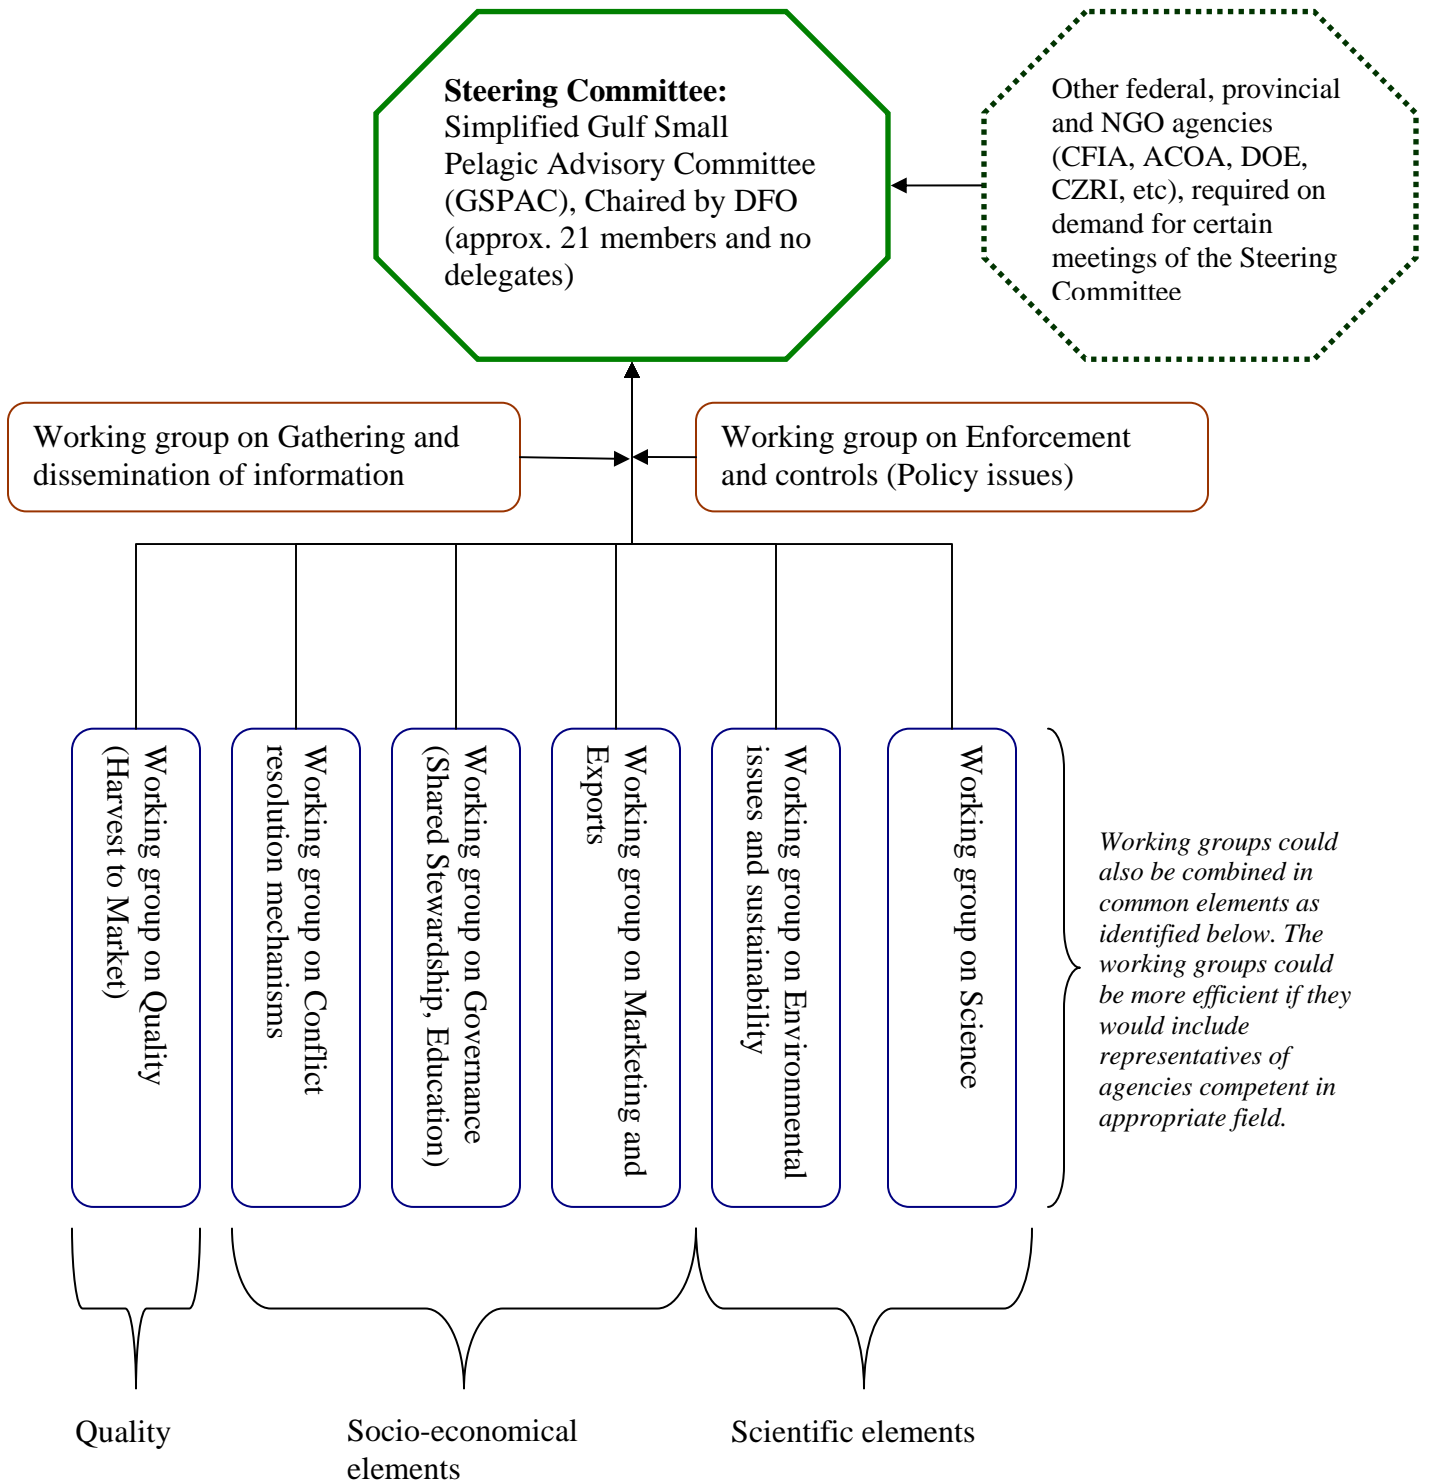 Steering Committee:
Simplified Gulf Small
Pelagic Advisory Committee
(GSPAC), Chaired by DFO
(approx. 21 members and no
delegates)
Other federal, provincial
and NGO agencies
(CFIA, ACOA, DOE,
CZRI, etc), required on
demand for certain
meetings of the Steering
Committee
Working group on Gathering and
dissemination of information
Working group on Enforcement
and controls (Policy issues)
Working group on Quality
(Harvest to Market)
Working group on Conflict
resolution mechanisms
Working group on Governance
(Shared Stewardship, Education)
Working group on Marketing and
Exports
Working group on Environmental
issues and sustainability
Working group on Science
Working groups could
also be combined in
common elements as
identified below. The
working groups could
be more efficient if they
would include
representatives of
agencies competent in
appropriate field.
Quality
Socio-economical
elements
Scientific elements